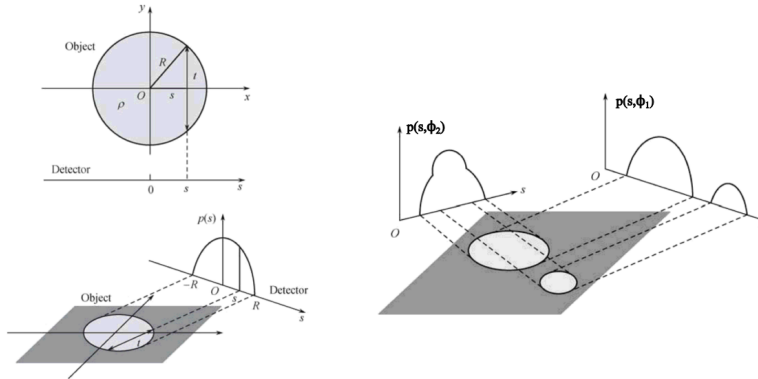 y
Object
R
t
O
s
x
ρ
Detector
0
s
s
p(s)
-R
O
s
R
Detector
s
Object
t
p(s,ϕ₂)
s
O
p(s,ϕ₁)
O